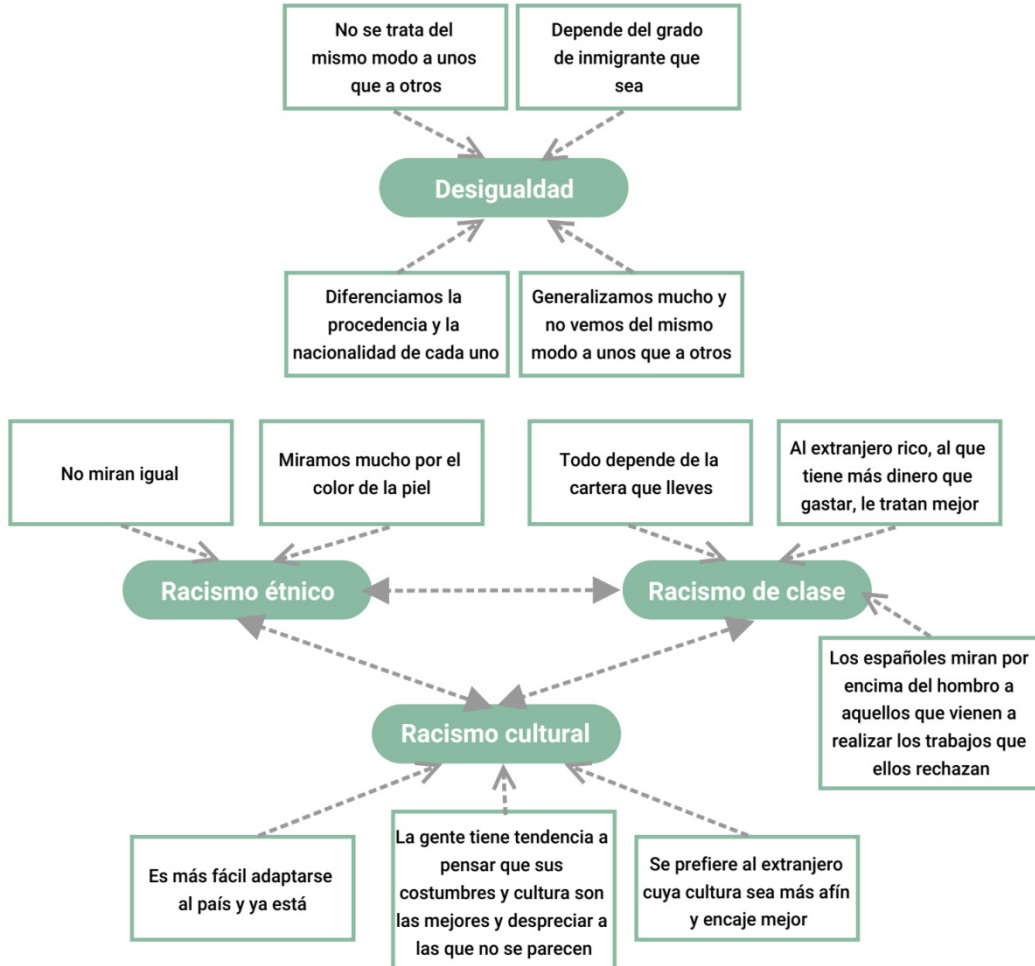 No se trata del
mismo modo a unos
que a otros
Depende del grado
de inmigrante que
sea
Desigualdad
Diferenciamos la
procedencia y la
nacionalidad de cada uno
Generalizamos mucho y
no vemos del mismo
modo a unos que a otros
No miran igual
Miramos mucho por el
color de la piel
Todo depende de la
cartera que lleves
Al extranjero rico, al que
tiene más dinero que
gastar, le tratan mejor
Racismo étnico
Racismo de clase
Los españoles miran por
encima del hombro a
aquellos que vienen a
realizar los trabajos que
ellos rechazan
Racismo cultural
Es más fácil adaptarse
al país y ya está
La gente tiene tendencia a
pensar que sus
costumbres y cultura son
las mejores y despreciar a
las que no se parecen
Se prefiere al extranjero
cuya cultura sea más afín
y encaje mejor